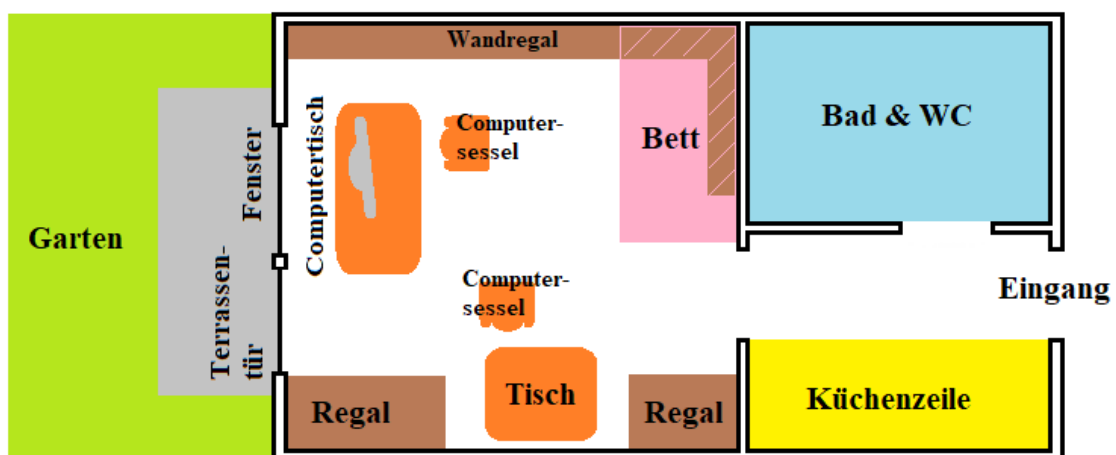 Wandregal
Computer-
sessel
Bad & WC
Bett
Computertisch
Fenster
Garten
Terrassen-
tür
Computer-
sessel
Eingang
Regal
Tisch
Regal
Küchenzeile